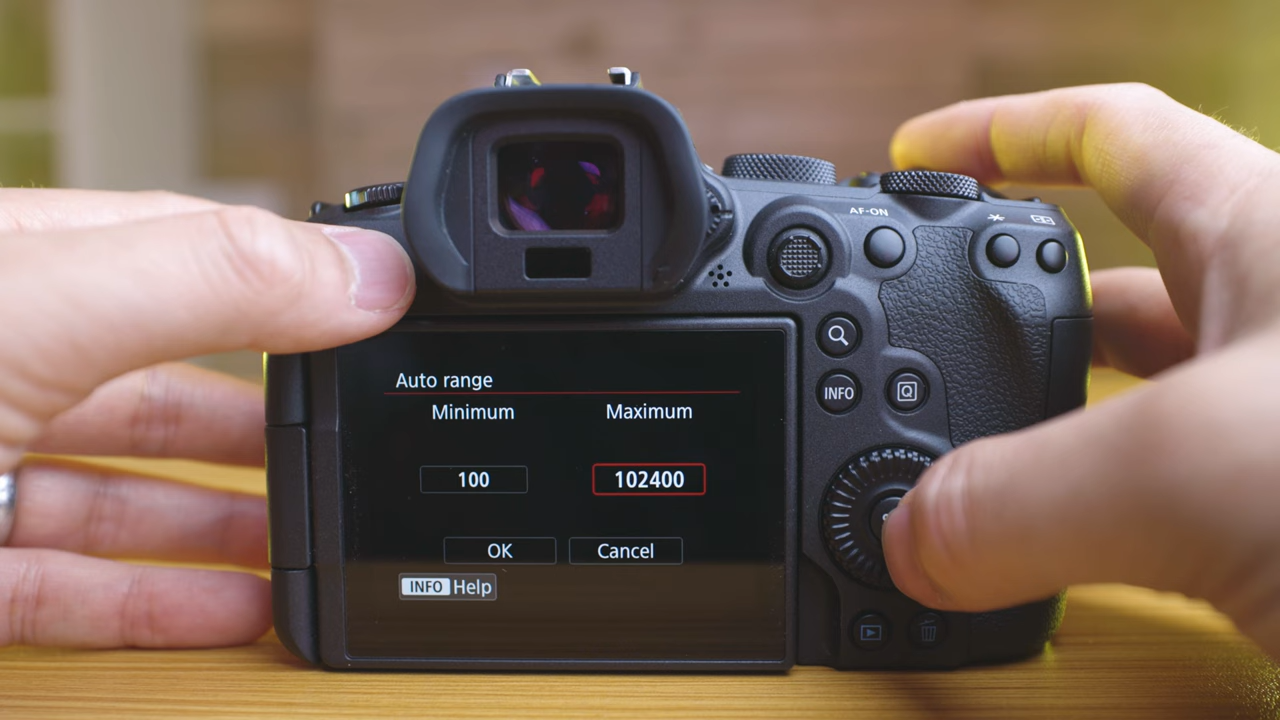 AF-ON
Auto range
Minimum Maximum
100 102400
OK Cancel
INFO Help
INFO
Q